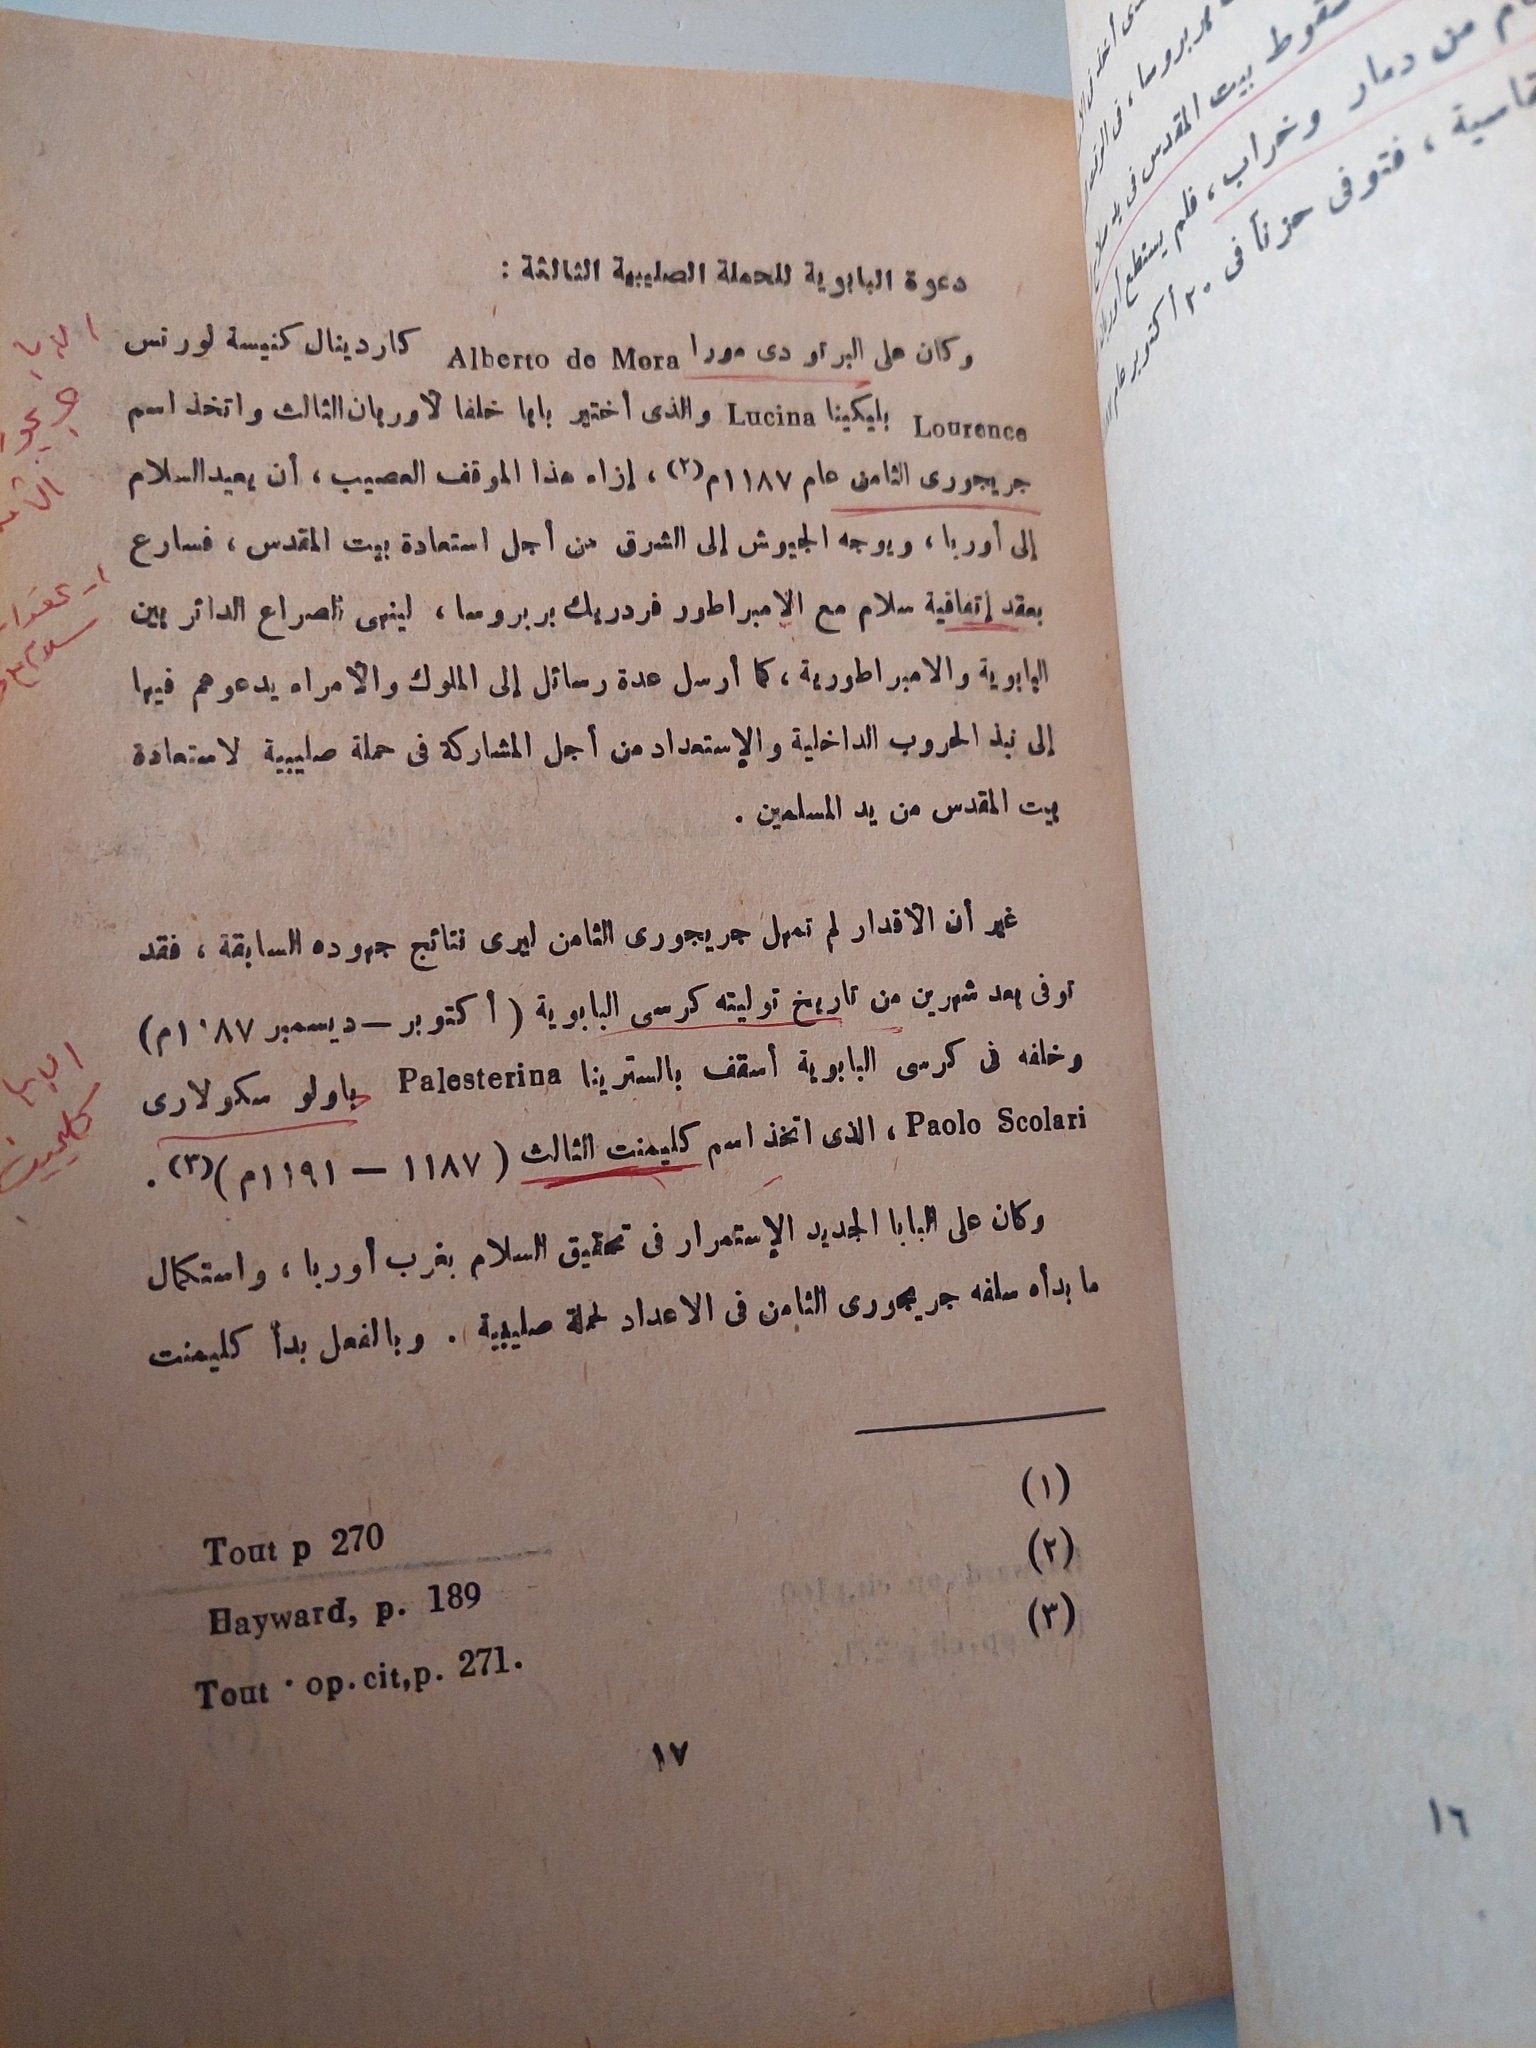 دعوة البابوية للحملة الصليبية الثالثة :
وكان على البرتو دى مورا Alberto de Mora كاردينال كنيسة لورنس
Lourence بليكينا Lucina والذى أختير بابا خلفا لاوربان الثالث واتخذ اسم
جريجورى الثامن عام ١١٨٧م(٢) ، إزاء هذا الموقف العصيب ، أن يعيد السلام
إلى أوربا ، ويوجه الجيوش إلى الشرق من أجل استعادة بيت المقدس ، فسارع
بعقد إتفاقية سلام مع الامبراطور فردريك بربروسا ، لينهى الصراع الدائر بين
البابوية والامبراطورية ، كما أرسل عدة رسائل إلى الملوك والامراء يدعوهم فيها
إلى نبذ الحروب الداخلية والإستعداد من أجل المشاركة فى حملة صليبية لاستعادة
بيت المقدس من يد المسلمين .
غير أن الاقدار لم تمهل جريجورى الثامن ليرى نتائج جهوده السابقة ، فقد
توفى بعد شهرين من تاريخ توليته كرسى البابوية ( أكتوبر – ديسمبر ١١٨٧م)
وخلفه فى كرسى البابوية أسقف بالسترينا Palesterina باولو سكولارى
Paolo Scolari ، الذى اتخذ اسم كليمنت الثالث ( ١١٨٧ – ١١٩١م )(٣) .
وكان على البابا الجديد الإستمرار فى تحقيق السلام بغرب أوربا ، واستكمال
ما بدأه سلفه جريجورى الثامن فى الاعداد لحملة صليبية . وبالفعل بدأ كليمنت
(١) Tout p 270
(٢) Hayward, p. 189
(٣) Tout · op.cit,p. 271.
١٧
البابا
كليمنت
سقوط بيت المقدس فى يد
من دمار وخراب ، فلم يستطع
، فتوفى حزناً فى ٢٠ أكتوبر عام
١٦